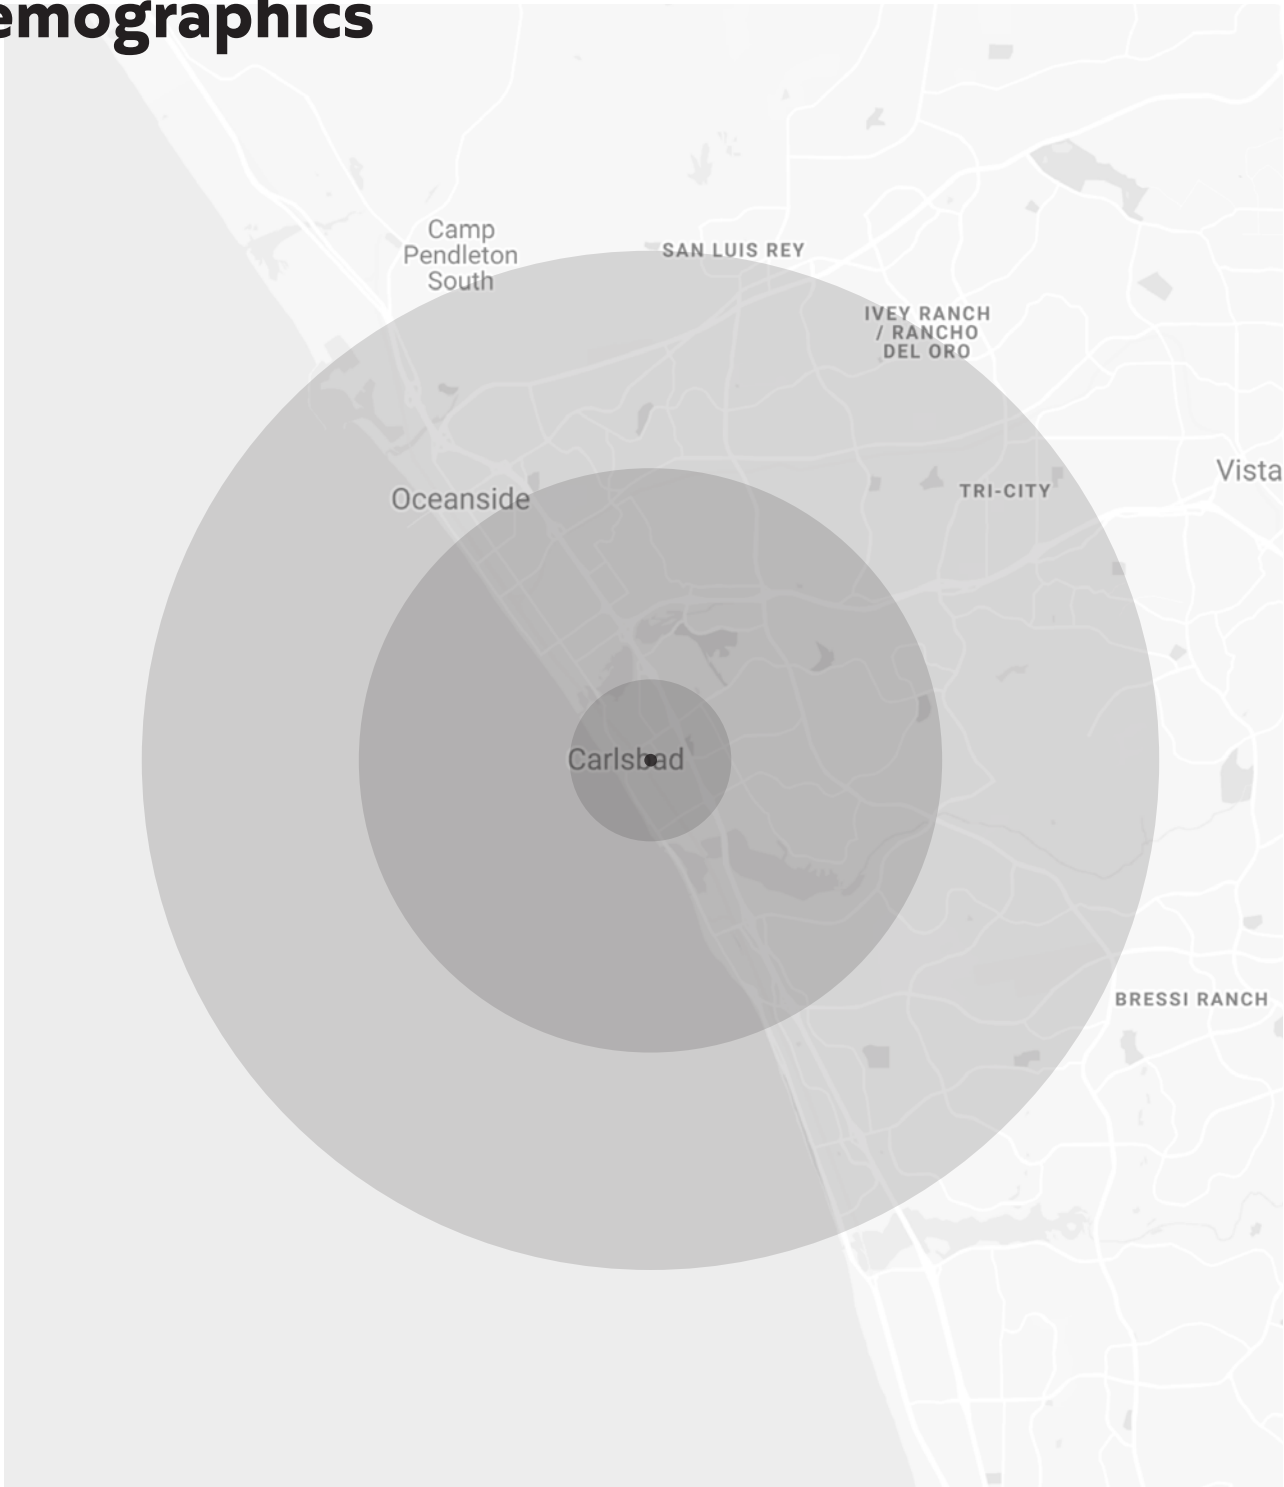 emographics
Camp
Pendleton
South
SAN LUIS REY
IVEY RANCH
/ RANCHO
DEL ORO
Vista
Oceanside
TRI-CITY
Carlsbad
BRESSI RANCH